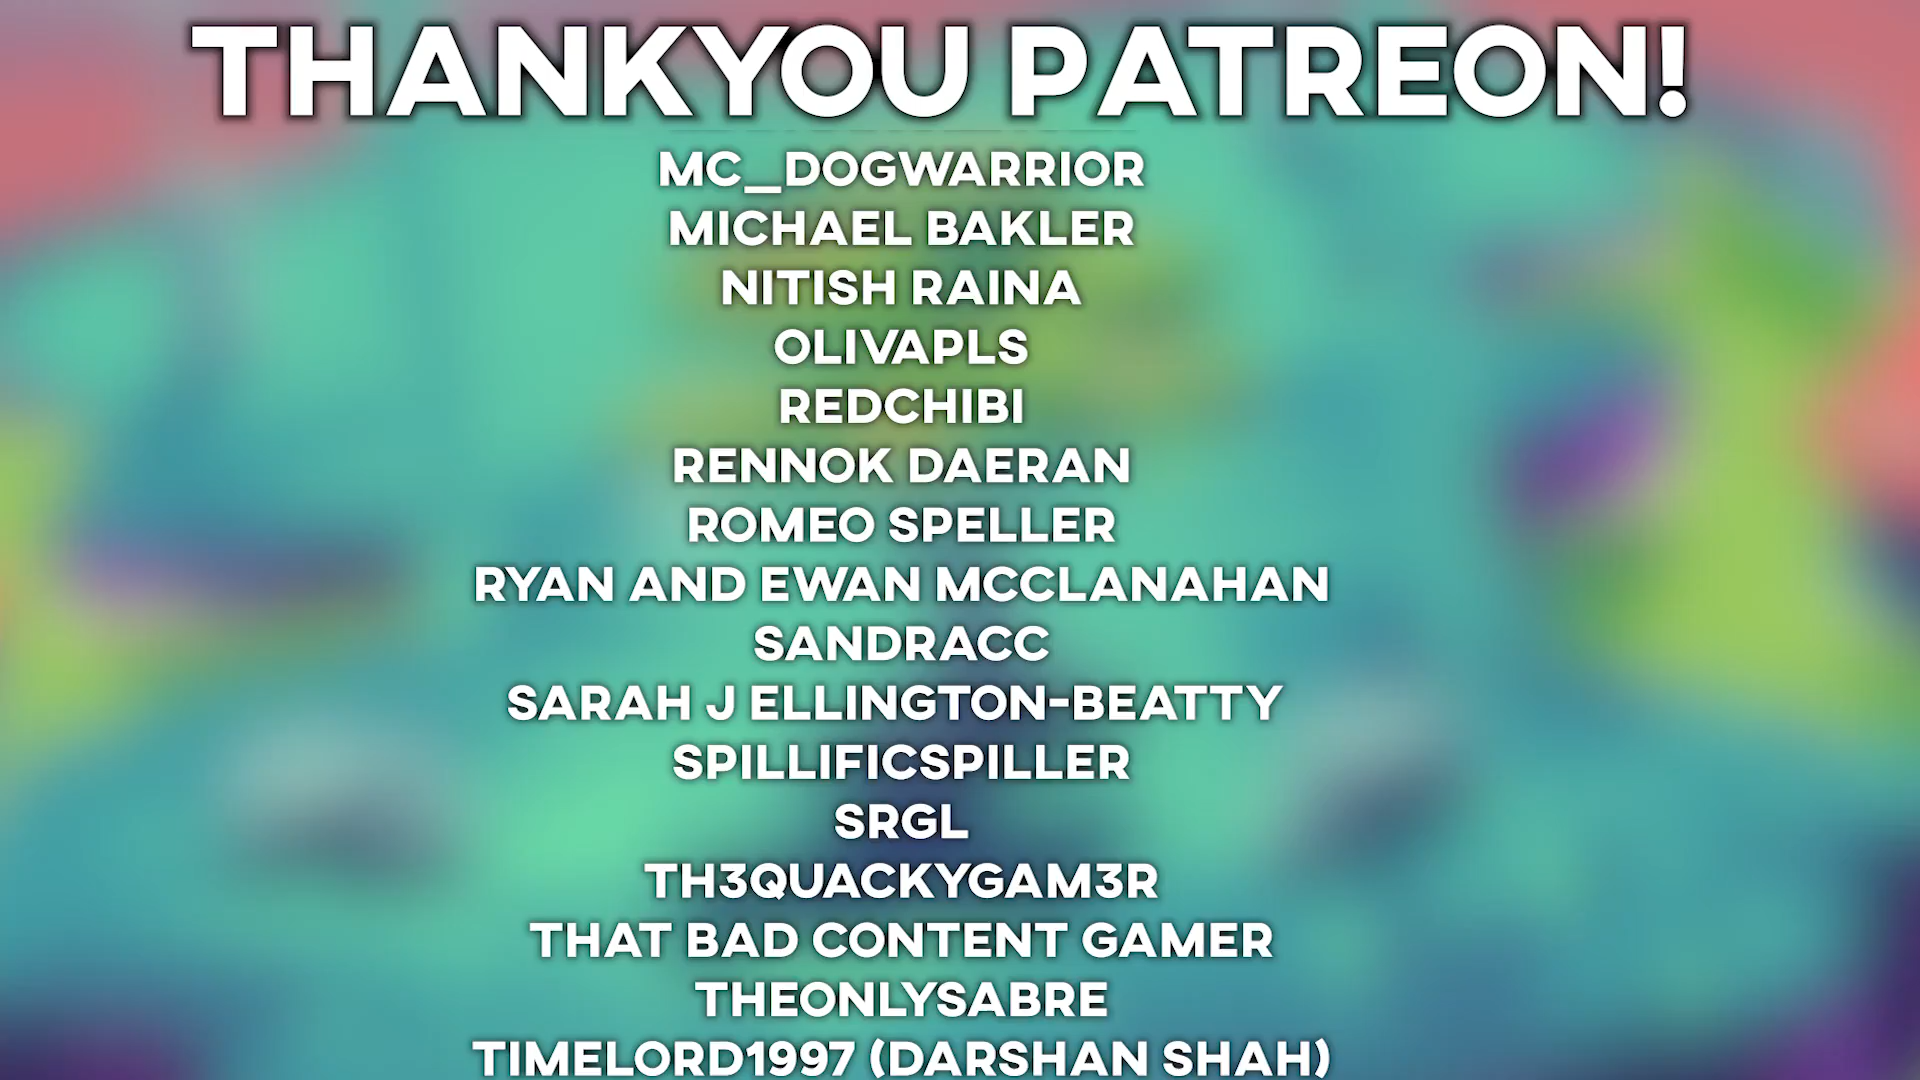 THANKYOU PATREON!
MC_DOGWARRIOR
MICHAEL BAKLER
NITISH RAINA
OLIVAPLS
REDCHIBI
RENNOK DAERAN
ROMEO SPELLER
RYAN AND EWAN MCCLANAHAN
SANDRACC
SARAH J ELLINGTON-BEATTY
SPILLIFICSPILLER
SRGL
TH3QUACKYGAM3R
THAT BAD CONTENT GAMER
THEONLYSABRE
TIMELORD1997 (DARSHAN SHAH)